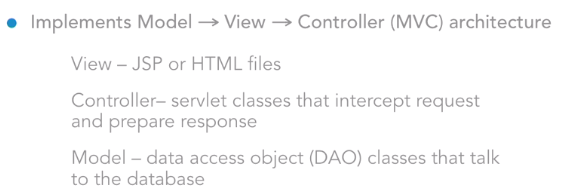 Implements Model → View → Controller (MVC) architecture
View – JSP or HTML files
Controller– servlet classes that intercept request
and prepare response
Model – data access object (DAO) classes that talk
to the database